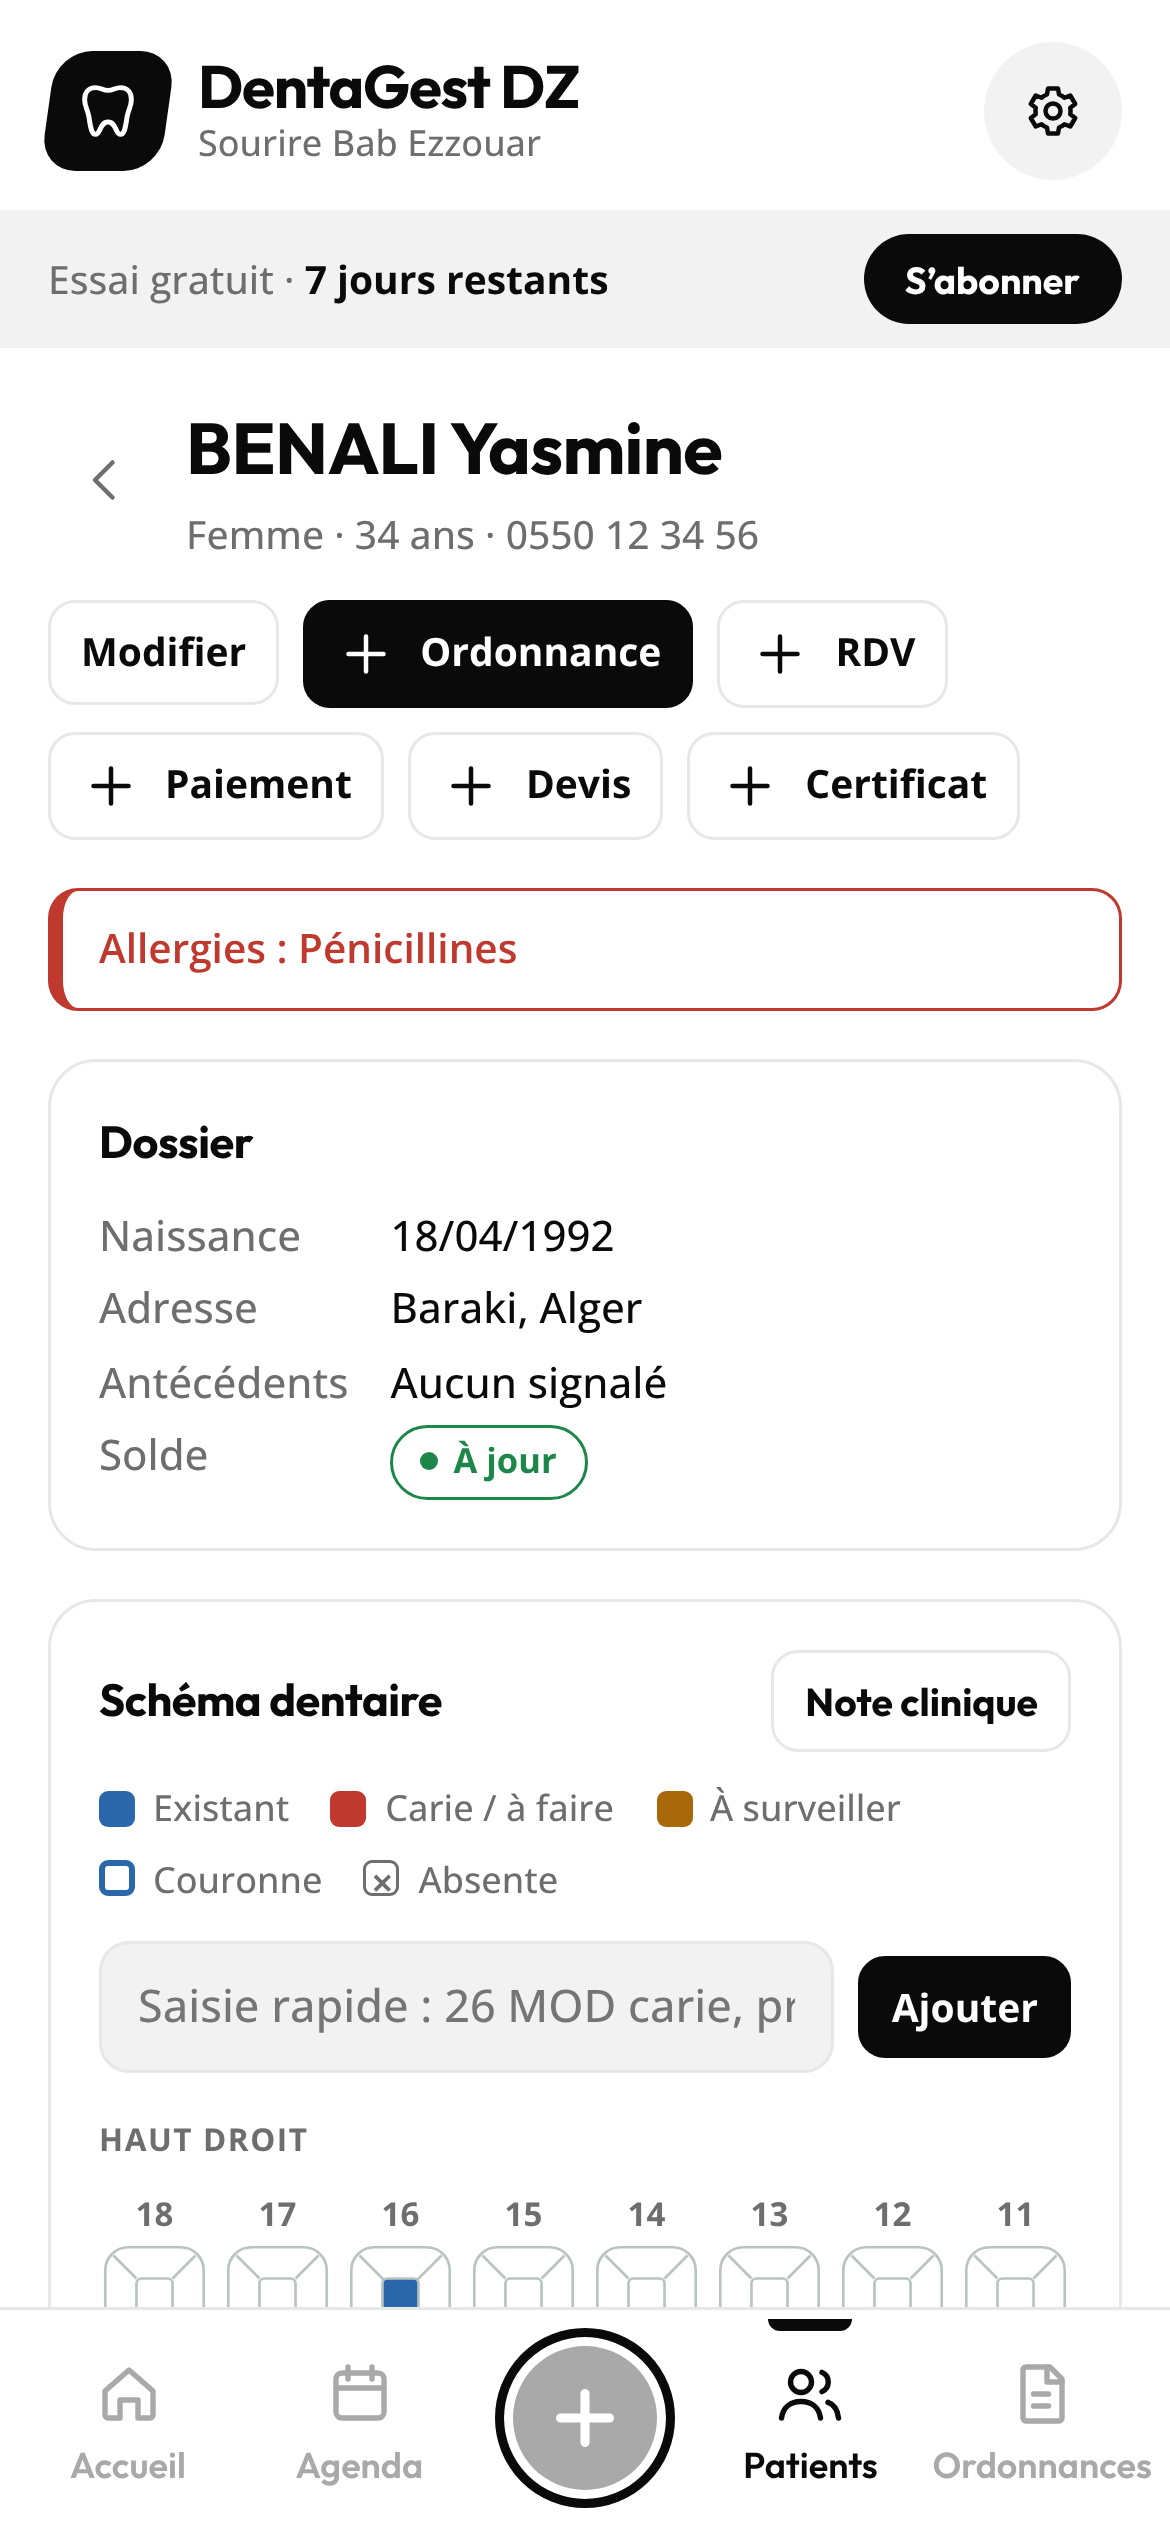 DentaGest DZ
Sourire Bab Ezzouar
Essai gratuit · 7 jours restants
S’abonner
BENALI Yasmine
Femme · 34 ans · 0550 12 34 56
Modifier
Ordonnance
RDV
Paiement
Devis
Certificat
Allergies : Pénicillines
Dossier
Naissance 18/04/1992
Adresse Baraki, Alger
Antécédents Aucun signalé
Solde À jour
Schéma dentaire
Note clinique
Existant Carie / à faire À surveiller
Couronne Absente
Saisie rapide : 26 MOD carie, pr
Ajouter
HAUT DROIT
18 17 16 15 14 13 12 11
Accueil
Agenda
Patients
Ordonnances